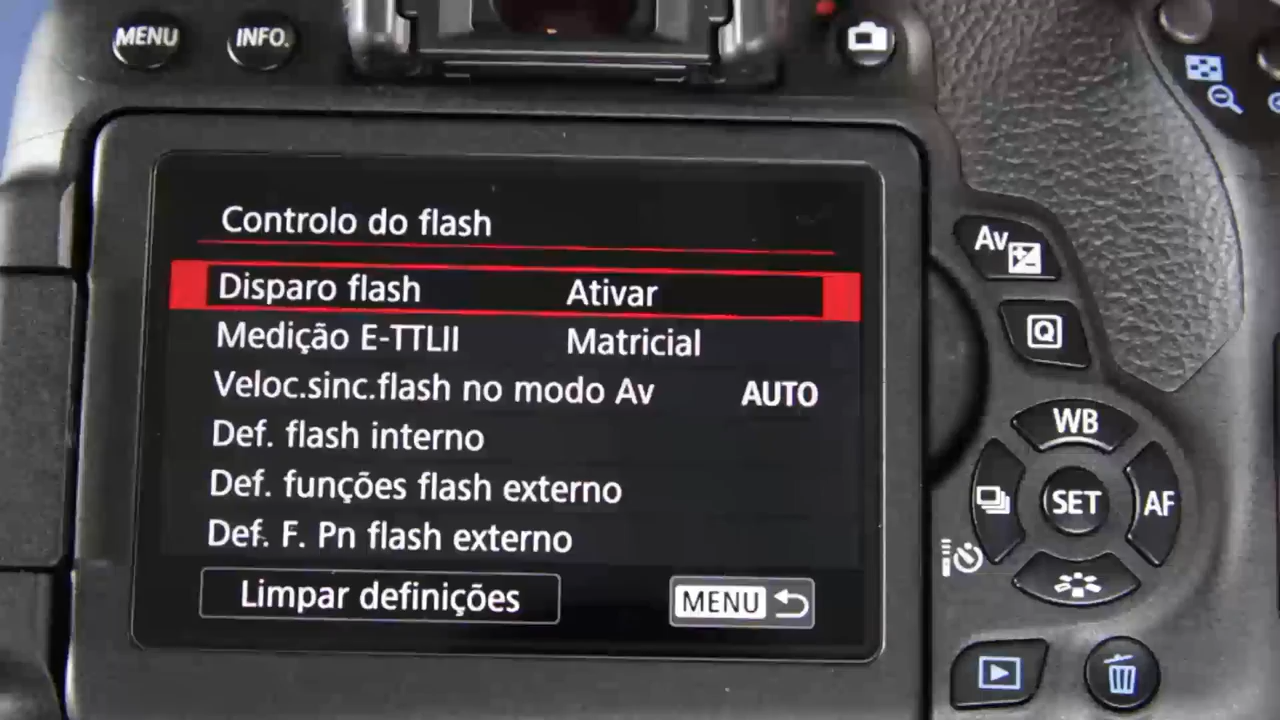 MENU INFO.
Controlo do flash
Disparo flash Ativar
Medição E-TTLII Matricial
Veloc.sinc.flash no modo Av AUTO
Def. flash interno
Def. funções flash externo
Def. F. Pn flash externo
Limpar definições MENU
Av
Q
WB
SET
AF